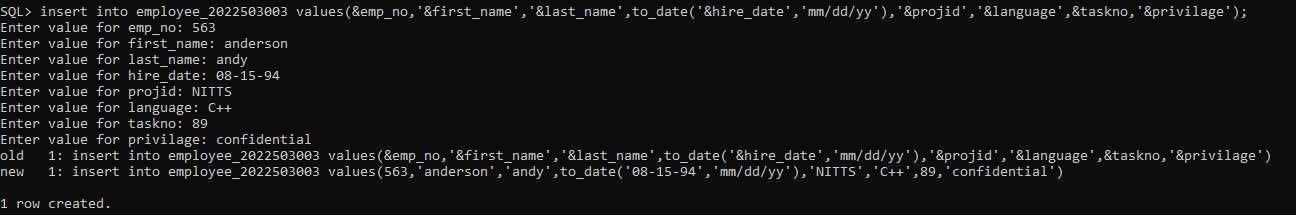 SQL> insert into employee_2022503003 values(&emp_no,'&first_name','&last_name',to_date('&hire_date','mm/dd/yy'),'&projid','&language',&taskno,'&privilage');
Enter value for emp_no: 563
Enter value for first_name: anderson
Enter value for last_name: andy
Enter value for hire_date: 08-15-94
Enter value for projid: NITTS
Enter value for language: C++
Enter value for taskno: 89
Enter value for privilage: confidential
old   1: insert into employee_2022503003 values(&emp_no,'&first_name','&last_name',to_date('&hire_date','mm/dd/yy'),'&projid','&language',&taskno,'&privilage')
new   1: insert into employee_2022503003 values(563,'anderson','andy',to_date('08-15-94','mm/dd/yy'),'NITTS','C++',89,'confidential')
1 row created.